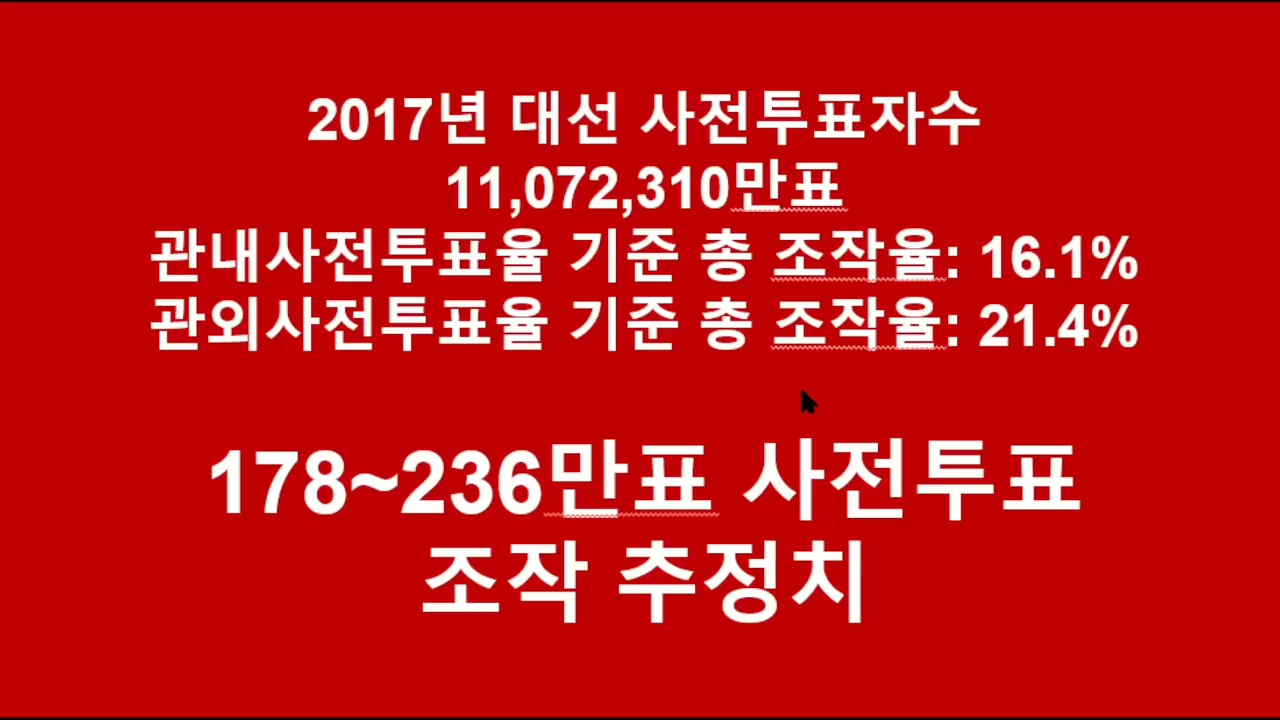 2017년 대선 사전투표자수
11,072,310만표
관내사전투표율 기준 총 조작율: 16.1%
관외사전투표율 기준 총 조작율: 21.4%
178~236만표 사전투표
조작 추정치